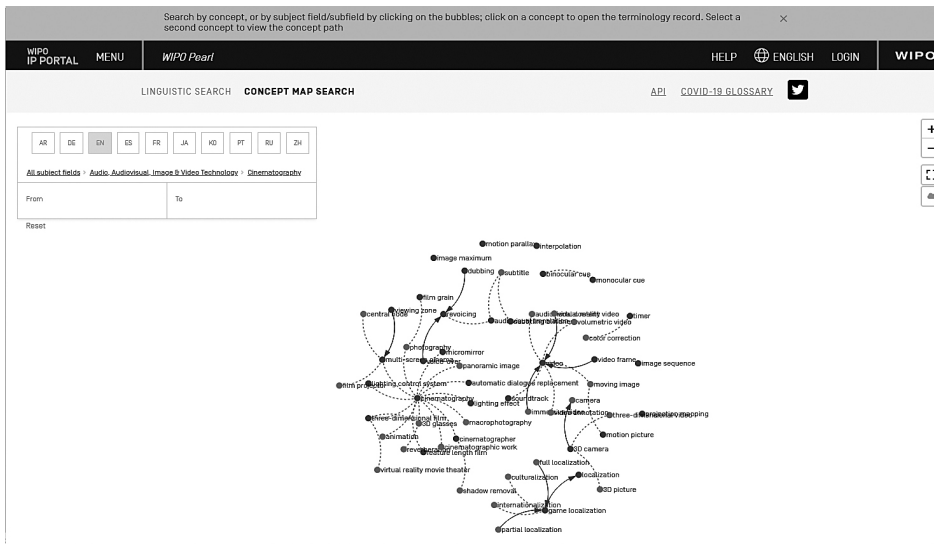 Search by concept, or by subject field/subfield by clicking on the bubbles; click on a concept to open the terminology record. Select a
second concept to view the concept path
WIPO
IP PORTAL
MENU
WIPO Pearl
HELP
ENGLISH
LOGIN
WIPO
LINGUISTIC SEARCH
CONCEPT MAP SEARCH
API
COVID-19 GLOSSARY
AR DE EN ES FR JA KO PT RU ZH
All subject fields > Audio, Audiovisual, Image & Video Technology > Cinematography
From
To
Reset
interpolation
image maximum
dubbing
subtitle
binocular cue
monocular cue
film grain
viewing zone
revoicing
volumetric video
timer
color correction
photography
micromirror
panoramic image
video frame
image sequence
lighting control system
automatic dialogue replacement
moving image
cinematography
lighting effect
soundtrack
camera
three-dimensional film
3D glasses
macrophotography
animation
cinematographer
cinematographic work
feature length film
motion picture
3D camera
virtual reality movie theater
full localization
culturalization
localization
shadow removal
3D picture
internationalization
game localization
partial localization